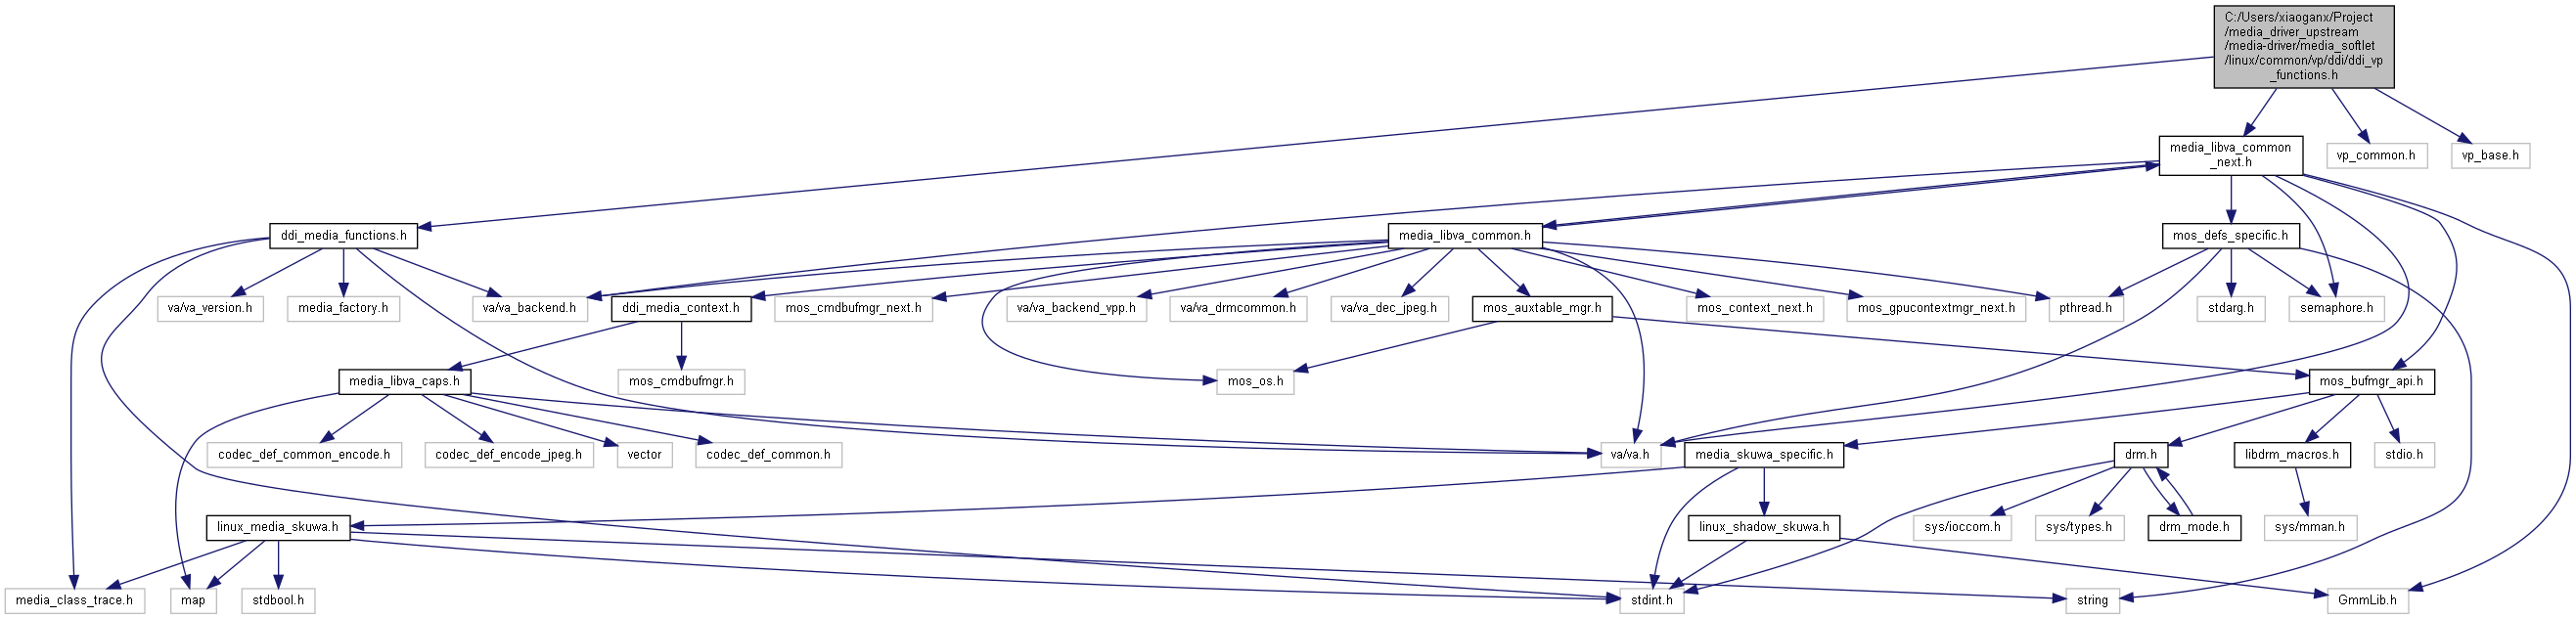 C:/Users/xiaoganx/Project
/media_driver_upstream
/media-driver/media_softlet
/linux/common/vp/ddi/ddi_vp
_functions.h
media_libva_common
_next.h
vp_common.h
vp_base.h
ddi_media_functions.h
media_libva_common.h
mos_defs_specific.h
va/va_version.h
media_factory.h
va/va_backend.h
ddi_media_context.h
mos_cmdbufmgr_next.h
va/va_backend_vpp.h
va/va_drmcommon.h
va/va_dec_jpeg.h
mos_auxtable_mgr.h
mos_context_next.h
mos_gpucontextmgr_next.h
pthread.h
stdarg.h
semaphore.h
media_libva_caps.h
mos_cmdbufmgr.h
mos_os.h
mos_bufmgr_api.h
codec_def_common_encode.h
codec_def_encode_jpeg.h
vector
codec_def_common.h
va/va.h
media_skuwa_specific.h
drm.h
libdrm_macros.h
stdio.h
linux_media_skuwa.h
linux_shadow_skuwa.h
sys/ioccom.h
sys/types.h
drm_mode.h
sys/mman.h
media_class_trace.h
map
stdbool.h
stdint.h
string
GmmLib.h